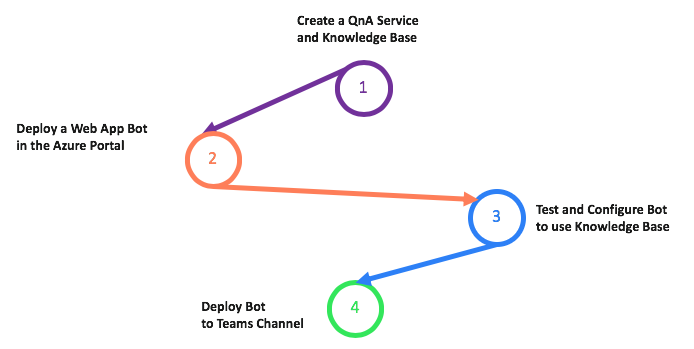 Create a QnA Service
and Knowledge Base
1
Deploy a Web App Bot
in the Azure Portal
2
3
Test and Configure Bot
to use Knowledge Base
Deploy Bot
to Teams Channel
4